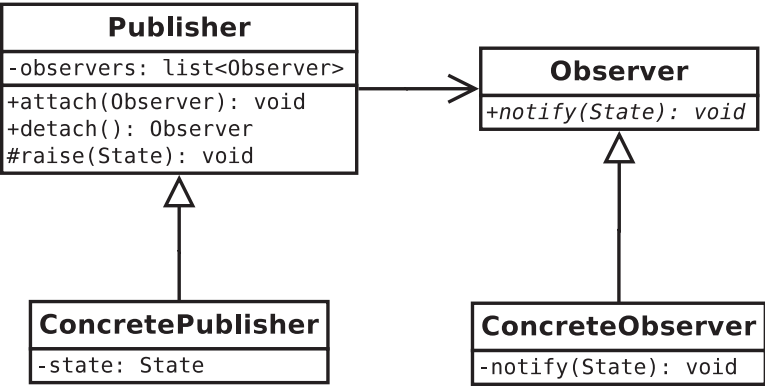 Publisher
-observers: list<Observer>
+attach(Observer): void
+detach(): Observer
#raise(State): void
Observer
+notify(State): void
ConcretePublisher
-state: State
ConcreteObserver
-notify(State): void